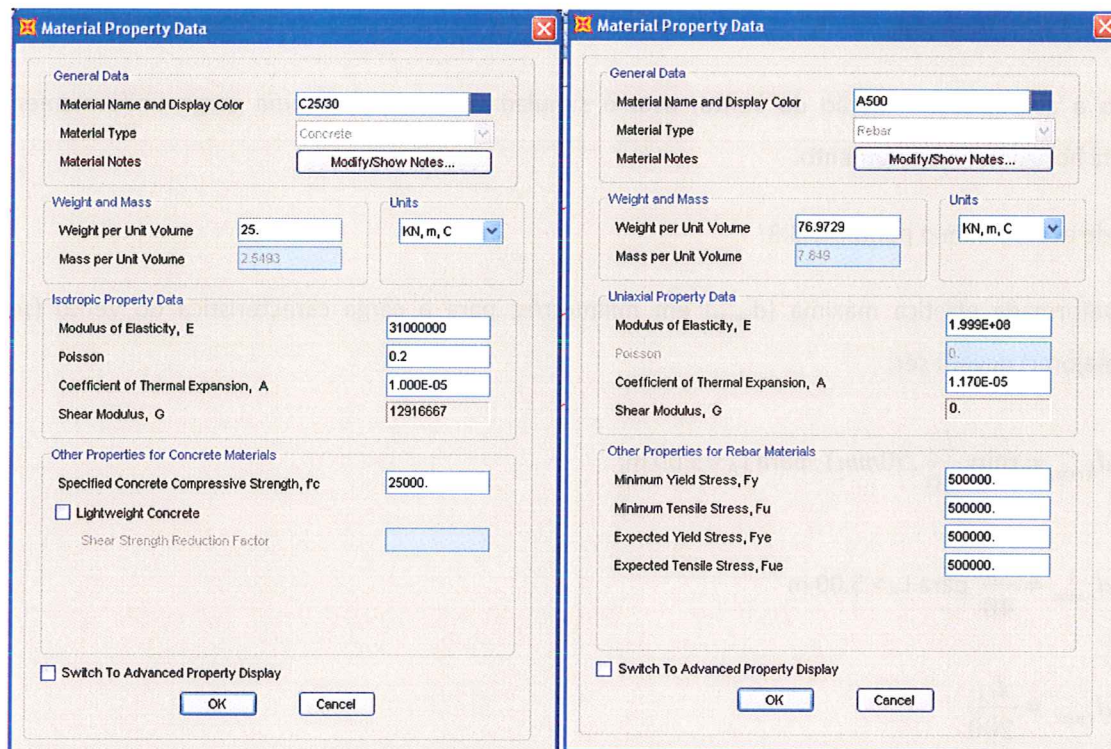 Material Property Data
General Data
Material Name and Display Color C25/30
Material Type Concrete
Material Notes Modify/Show Notes...
Weight and Mass
Weight per Unit Volume 25.
Mass per Unit Volume 2.5493
Units
KN, m, C
Isotropic Property Data
Modulus of Elasticity, E 31000000
Poisson 0.2
Coefficient of Thermal Expansion, A 1.000E-05
Shear Modulus, G 12916667
Other Properties for Concrete Materials
Specified Concrete Compressive Strength, f'c 25000.
Lightweight Concrete
Shear Strength Reduction Factor
Switch To Advanced Property Display
OK Cancel
Material Property Data
General Data
Material Name and Display Color A500
Material Type Rebar
Material Notes Modify/Show Notes...
Weight and Mass
Weight per Unit Volume 76.9729
Mass per Unit Volume 7.849
Units
KN, m, C
Uniaxial Property Data
Modulus of Elasticity, E 1.999E+08
Poisson 0.
Coefficient of Thermal Expansion, A 1.170E-05
Shear Modulus, G 0.
Other Properties for Rebar Materials
Minimum Yield Stress, Fy 500000.
Minimum Tensile Stress, Fu 500000.
Expected Yield Stress, Fye 500000.
Expected Tensile Stress, Fue 500000.
Switch To Advanced Property Display
OK Cancel